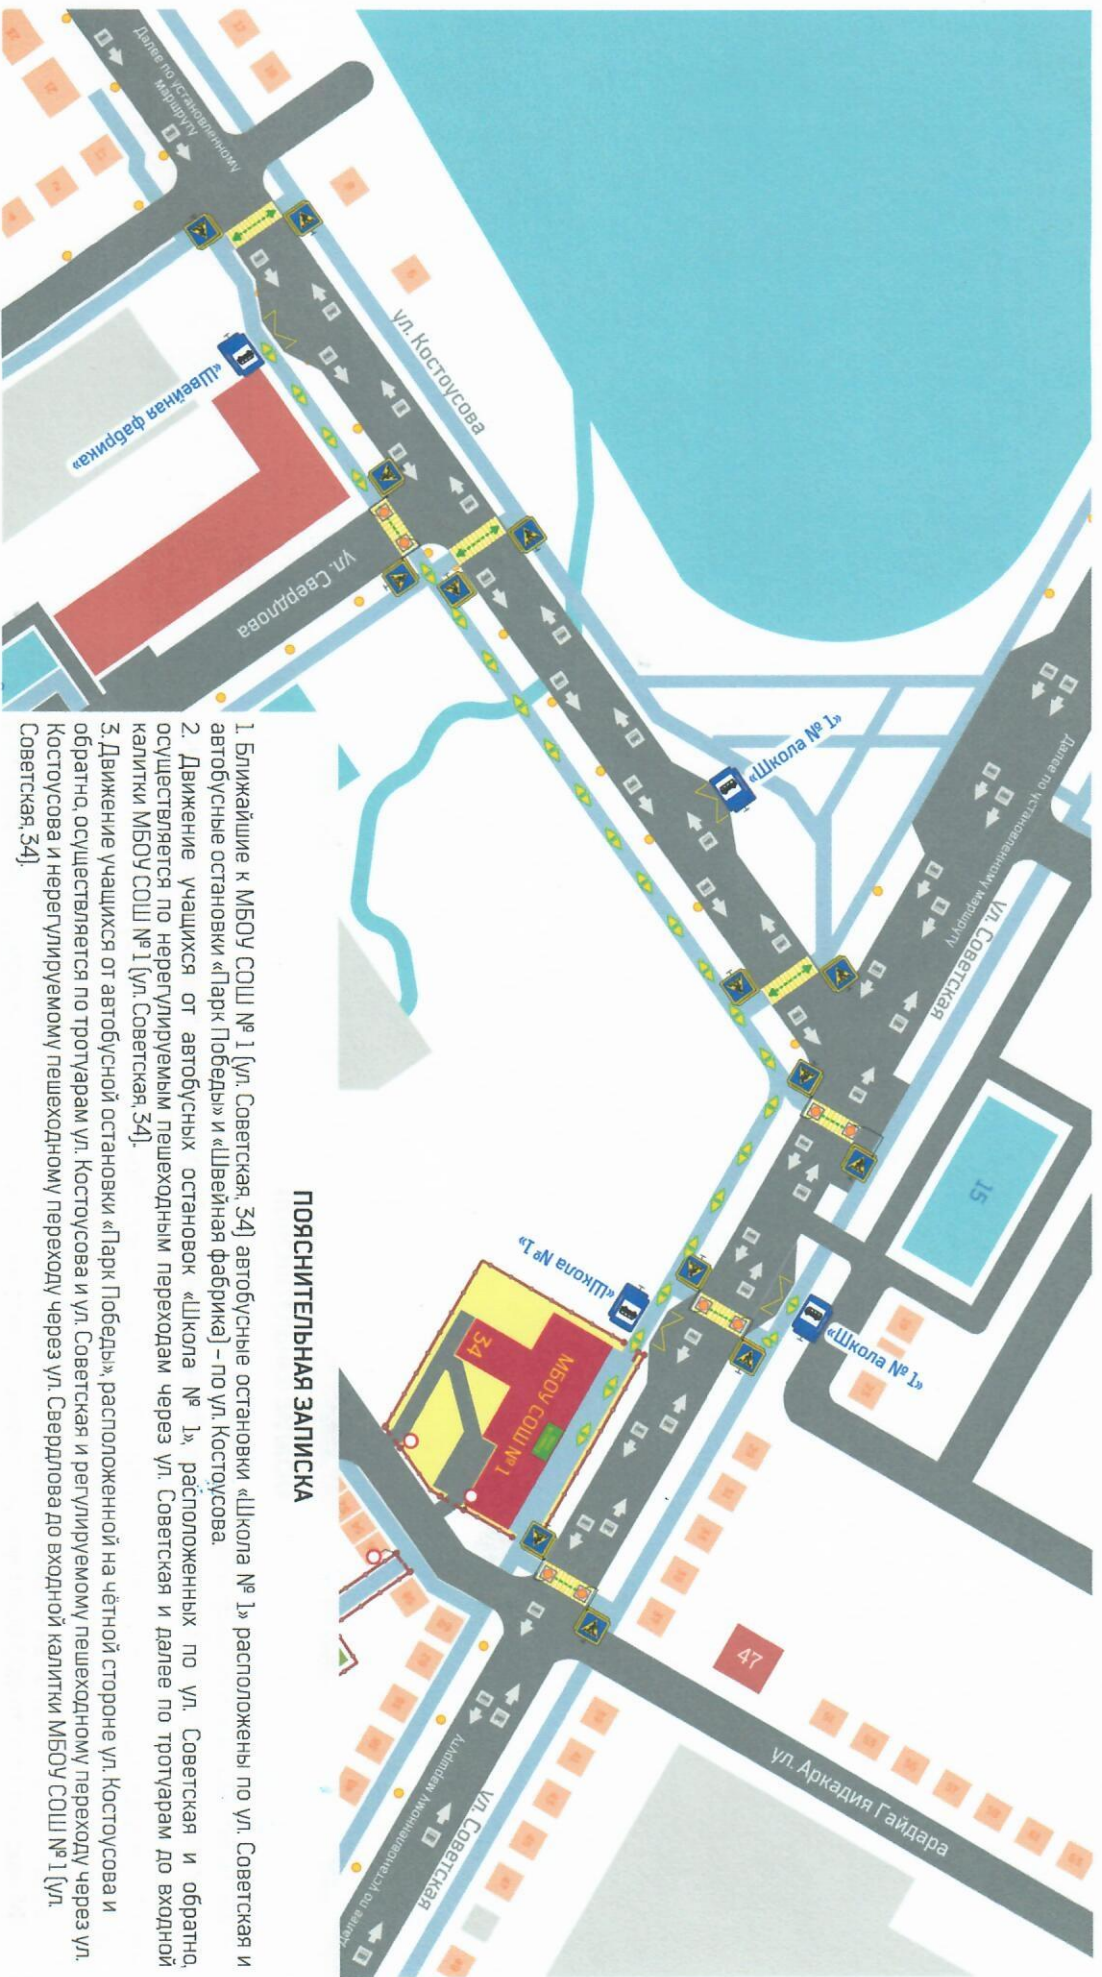 Далее по установленному
маршруту
ул. Костоусова
«Швейная фабрика»
ул. Свердлова
«Школа № 1»
Далее по установленному маршруту
ул. Советская
15
«Школа № 1»
«Школа № 1»
34
МБОУ СОШ № 1
47
ул. Аркадия Гайдара
Далее по установленному маршруту
ул. Советская
ПОЯСНИТЕЛЬНАЯ ЗАПИСКА
1. Ближайшие к МБОУ СОШ № 1 (ул. Советская, 34) автобусные остановки «Школа № 1» расположены по ул. Советская и
автобусные остановки «Парк Победы» и «Швейная фабрика) – по ул. Костоусова.
2. Движение учащихся от автобусных остановок «Школа № 1», расположенных по ул. Советская и обратно,
осуществляется по нерегулируемым пешеходным переходам через ул. Советская и далее по тротуарам до входной
калитки МБОУ СОШ № 1 (ул. Советская, 34).
3. Движение учащихся от автобусной остановки «Парк Победы», расположенной на чётной стороне ул. Костоусова и
обратно, осуществляется по тротуарам ул. Костоусова и ул. Советская и регулируемому пешеходному переходу через ул.
Костоусова и нерегулируемому пешеходному переходу через ул. Свердлова до входной калитки МБОУ СОШ № 1 (ул.
Советская, 34).